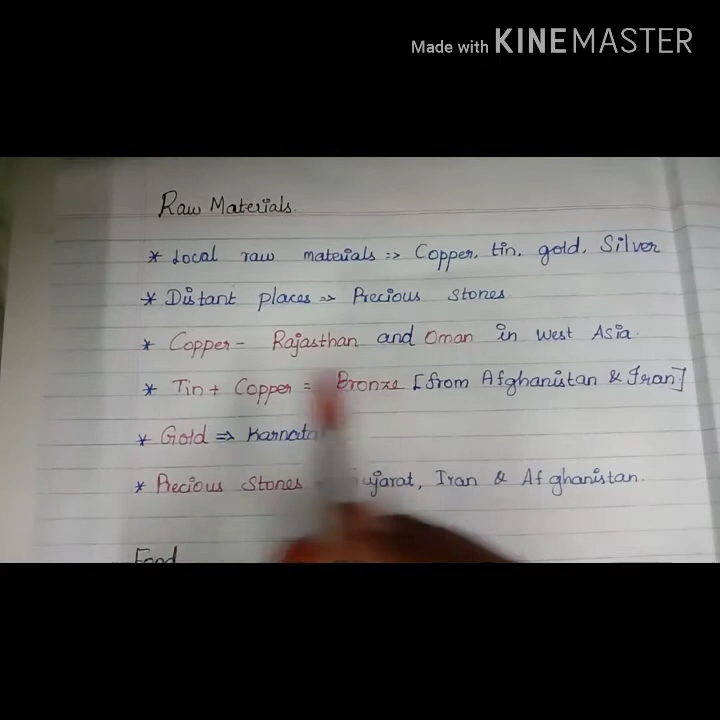 Made with KINEMASTER
Raw Materials.
* Local raw materials => Copper, tin, gold, Silver
* Distant places => Precious stones
* Copper - Rajasthan and Oman in West Asia.
* Tin + Copper = Bronze [from Afghanistan & Iran]
* Gold =>
* Precious Stones Iran & Afghanistan.
Food